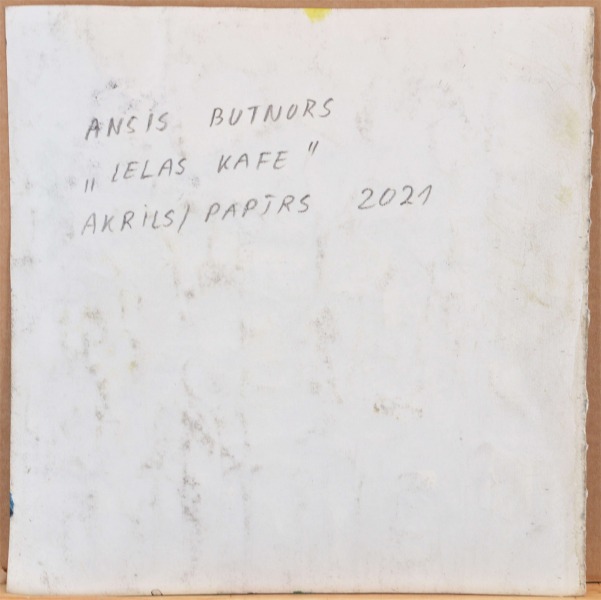 ANSIS BUTNORS
„IELAS KAFE"
AKRILS/PAPĪRS 2021